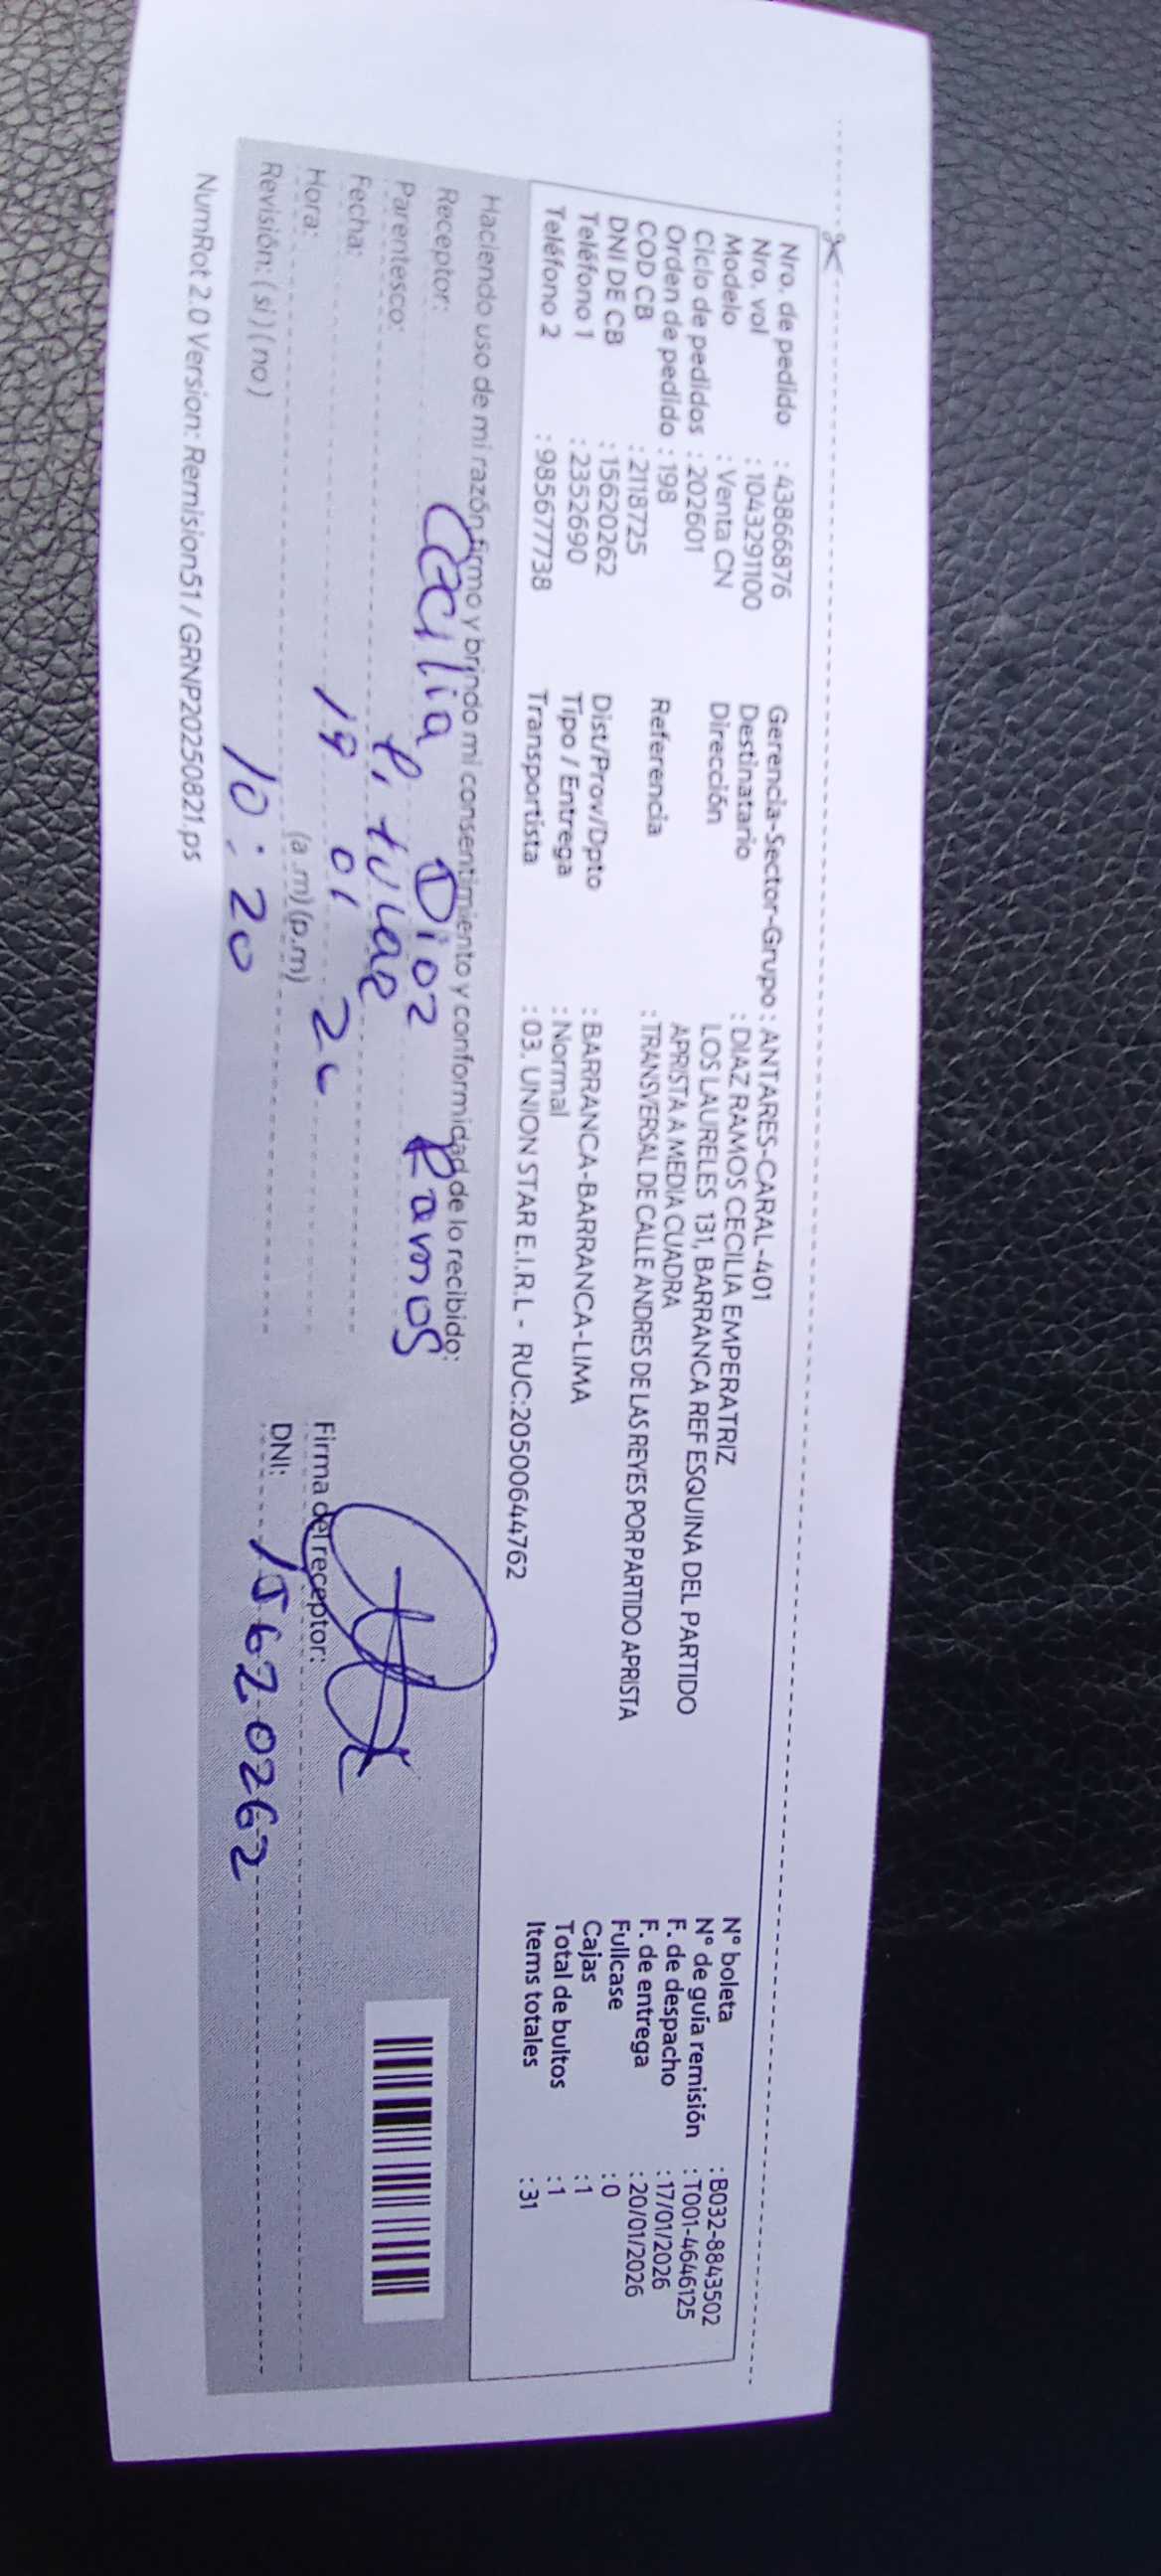 Nro. de pedido : 43866876
Nro. vol : 1043291100
Modelo : Venta CN
Ciclo de pedidos : 202601
Orden de pedido : 198
COD CB : 2118725
DNI DE CB : 15620262
Teléfono 1 : 2352690
Teléfono 2 : 985677738
Gerencia-Sector-Grupo : ANTARES-CARAL-401
Destinatario : DIAZ RAMOS CECILIA EMPERATRIZ
Dirección LOS LAURELES 131, BARRANCA REF ESQUINA DEL PARTIDO
APRISTA A MEDIA CUADRA
Referencia : TRANSVERSAL DE CALLE ANDRES DE LAS REYES POR PARTIDO APRISTA
Dist/Prov/Dpto : BARRANCA-BARRANCA-LIMA
Tipo / Entrega : Normal
Transportista : 03. UNION STAR E.I.R.L - RUC:20500644762
N° boleta : B032-8843502
N° de guía remisión : T001-4646125
F. de despacho : 17/01/2026
F. de entrega : 20/01/2026
Fullcase : 0
Cajas : 1
Total de bultos : 1
Items totales : 31
Haciendo uso de mi razón firmo y brindo mi consentimiento y conformidad de lo recibido:
Receptor: Cecilia Dioz Ramos
Parentesco: titular
Fecha: 19 01 26
Hora: 10:20 (a.m) (p.m)
Revisión: ( si ) ( no )
Firma del receptor:
DNI: 15620262
NumRot 2.0 Version: Remision51 / GRNP20250821.ps